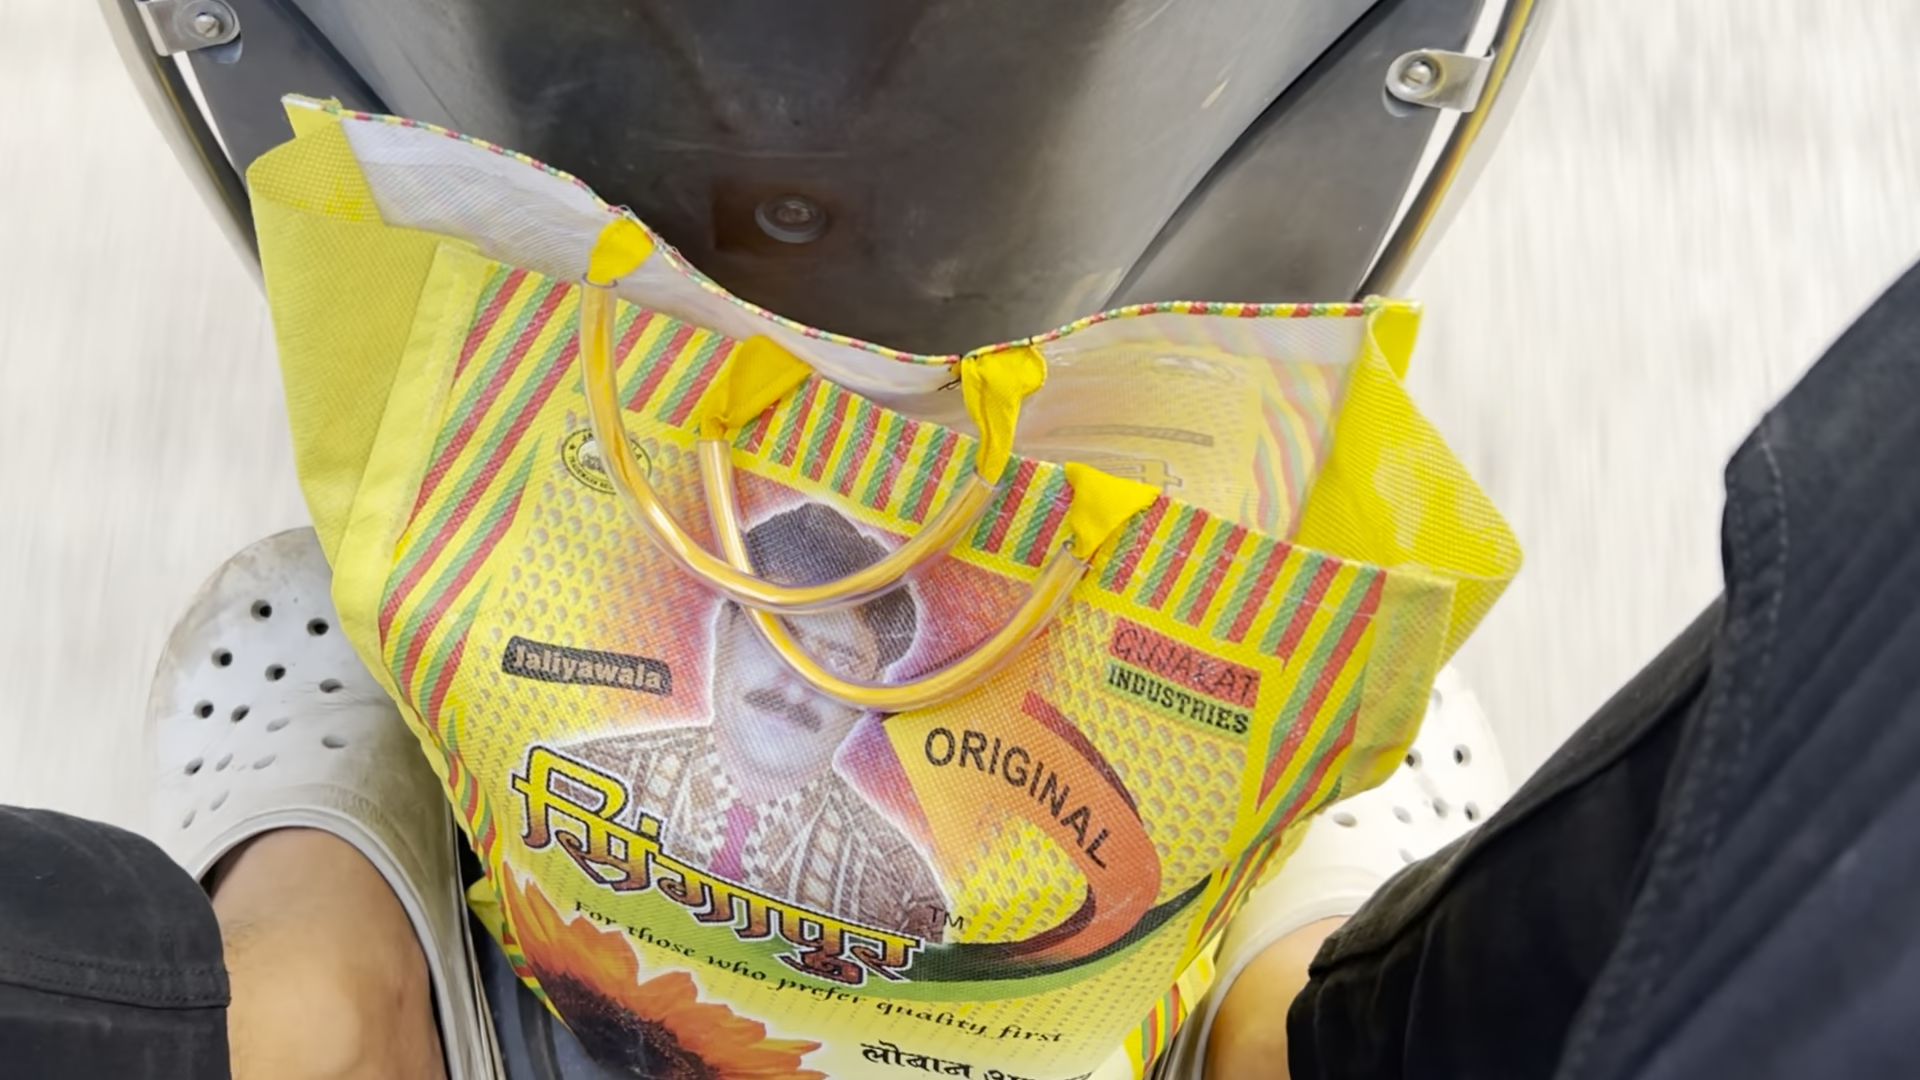 Jaliyawala
GUJARAT
INDUSTRIES
ORIGINAL
सिंगापूर TM
For those who prefer quality first
लोबान